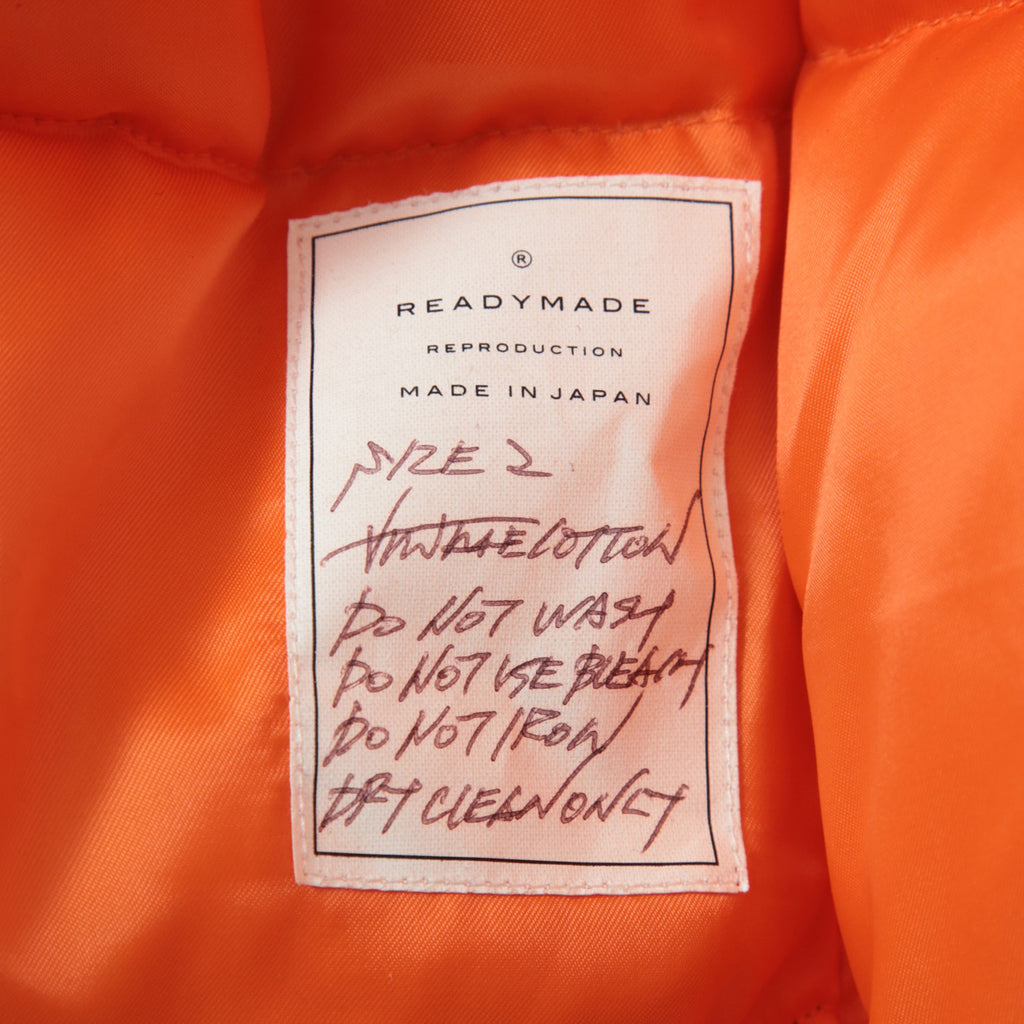 ®
READYMADE
REPRODUCTION
MADE IN JAPAN
SIZE 2
VINTAGE COTTON
DO NOT WASH
DO NOT USE BLEACH
DO NOT IRON
DRY CLEAN ONLY